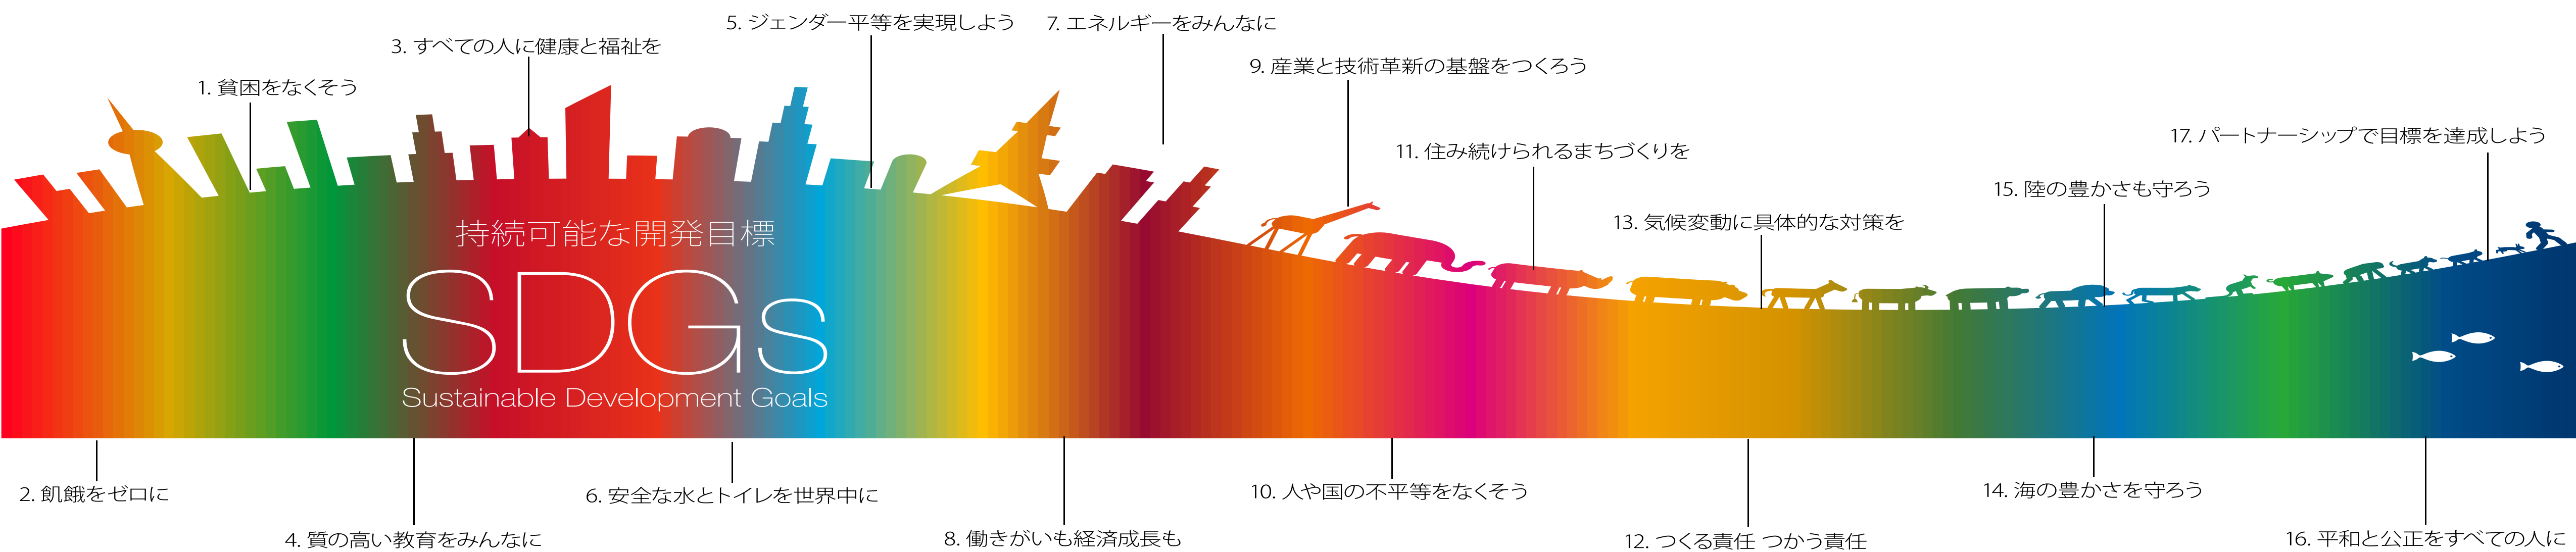 1. 貧困をなくそう
2. 飢餓をゼロに
3. すべての人に健康と福祉を
4. 質の高い教育をみんなに
5. ジェンダー平等を実現しよう
6. 安全な水とトイレを世界中に
7. エネルギーをみんなに
8. 働きがいも経済成長も
9. 産業と技術革新の基盤をつくろう
10. 人や国の不平等をなくそう
11. 住み続けられるまちづくりを
12. つくる責任 つかう責任
13. 気候変動に具体的な対策を
14. 海の豊かさを守ろう
15. 陸の豊かさも守ろう
16. 平和と公正をすべての人に
17. パートナーシップで目標を達成しよう
持続可能な開発目標
SDGs
Sustainable Development Goals